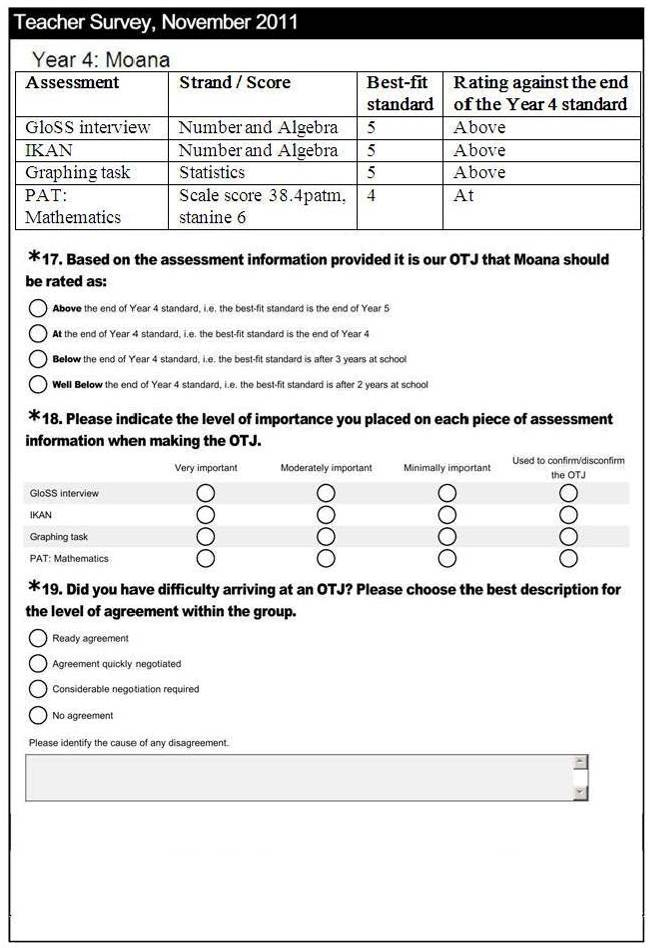 Teacher Survey, November 2011
Year 4: Moana
Assessment Strand / Score Best-fit standard Rating against the end of the Year 4 standard
GloSS interview Number and Algebra 5 Above
IKAN Number and Algebra 5 Above
Graphing task Statistics 5 Above
PAT: Mathematics Scale score 38.4patm, stanine 6 4 At
*17. Based on the assessment information provided it is our OTJ that Moana should
be rated as:
Above the end of Year 4 standard, i.e. the best-fit standard is the end of Year 5
At the end of Year 4 standard, i.e. the best-fit standard is the end of Year 4
Below the end of Year 4 standard, i.e. the best-fit standard is after 3 years at school
Well Below the end of Year 4 standard, i.e. the best-fit standard is after 2 years at school
*18. Please indicate the level of importance you placed on each piece of assessment
information when making the OTJ.
Very important Moderately important Minimally important Used to confirm/disconfirm the OTJ
GloSS interview
IKAN
Graphing task
PAT: Mathematics
*19. Did you have difficulty arriving at an OTJ? Please choose the best description for
the level of agreement within the group.
Ready agreement
Agreement quickly negotiated
Considerable negotiation required
No agreement
Please identify the cause of any disagreement.